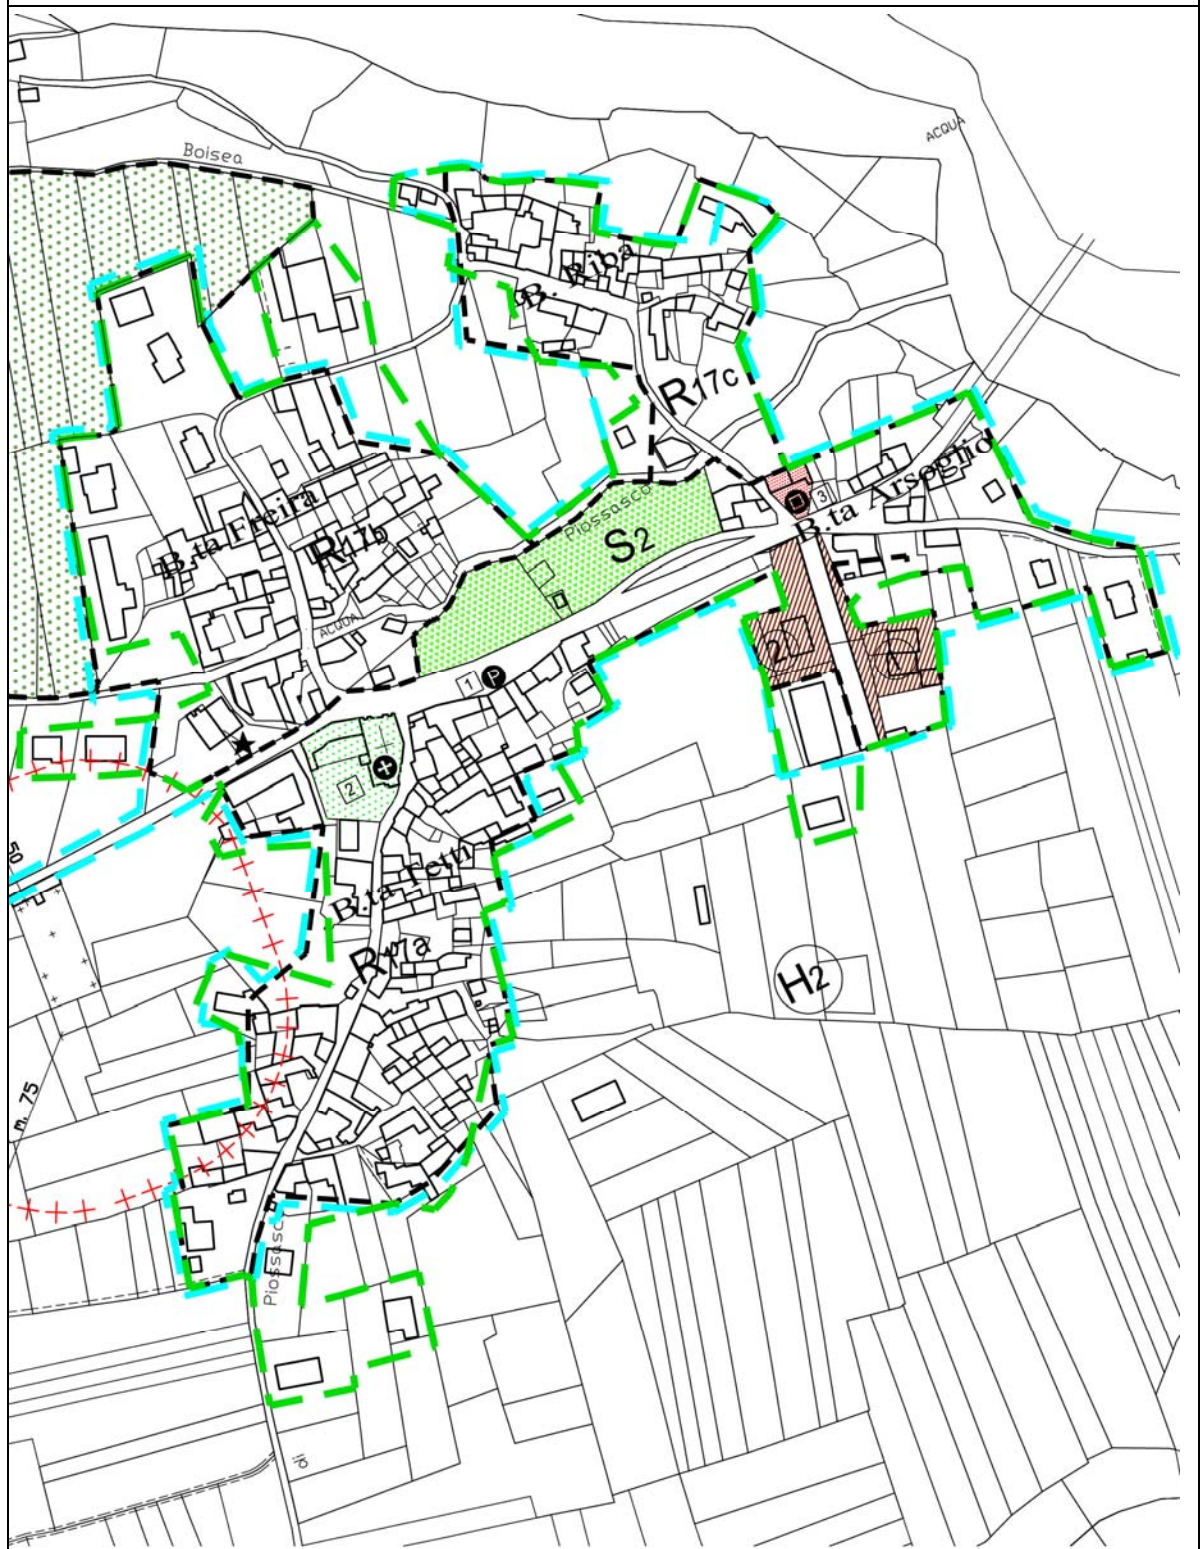 Boisea
ACQUA
B. Riba
R17c
B.ta Arsoglio
3
B.ta Freira
R17b
Piossasco
S2
ACQUA
1
P
2
1
2
50
B.ta Tetti
R17a
H2
m. 75
Piossasco